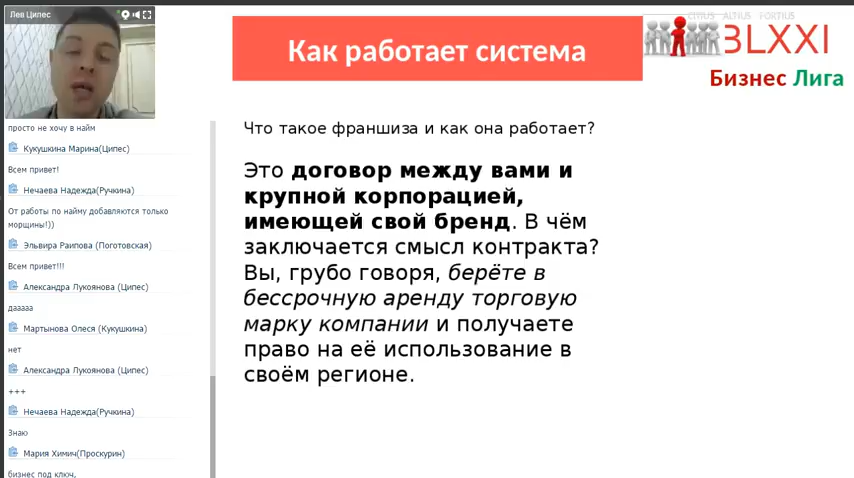 Лев Ципес
просто не хочу в найм
Кукушкина Марина(Ципес)
Всем привет!
Нечаева Надежда(Ручкина)
От работы по найму добавляются только
морщины!))
Эльвира Раипова (Поготовская)
Всем привет!!!
Александра Лукоянова (Ципес)
дааааа
Мартынова Олеся (Кукушкина)
нет
Александра Лукоянова (Ципес)
+++
Нечаева Надежда(Ручкина)
Знаю
Мария Химич(Проскурин)
бизнес под ключ,
Как работает система
CITIUS ALTIUS FORTIUS
3LXXI
Бизнес Лига
Что такое франшиза и как она работает?
Это договор между вами и
крупной корпорацией,
имеющей свой бренд. В чём
заключается смысл контракта?
Вы, грубо говоря, берёте в
бессрочную аренду торговую
марку компании и получаете
право на её использование в
своём регионе.